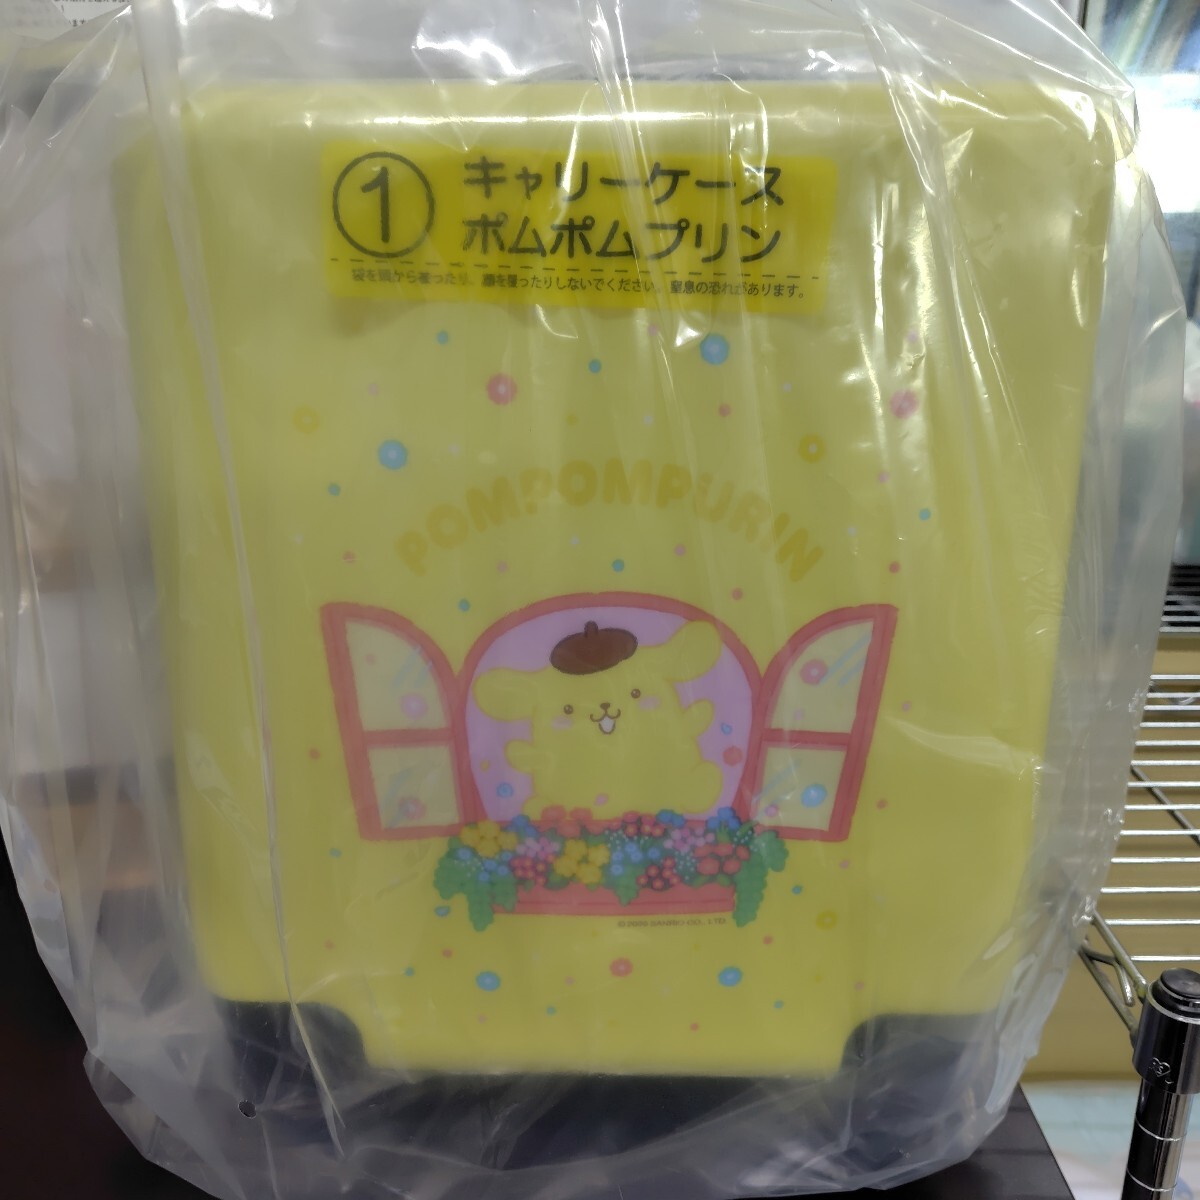 ①
キャリーケース
ポムポムプリン
袋を頭から被ったり、顔を覆ったりしないでください。窒息の恐れがあります。
POMPOMPURIN